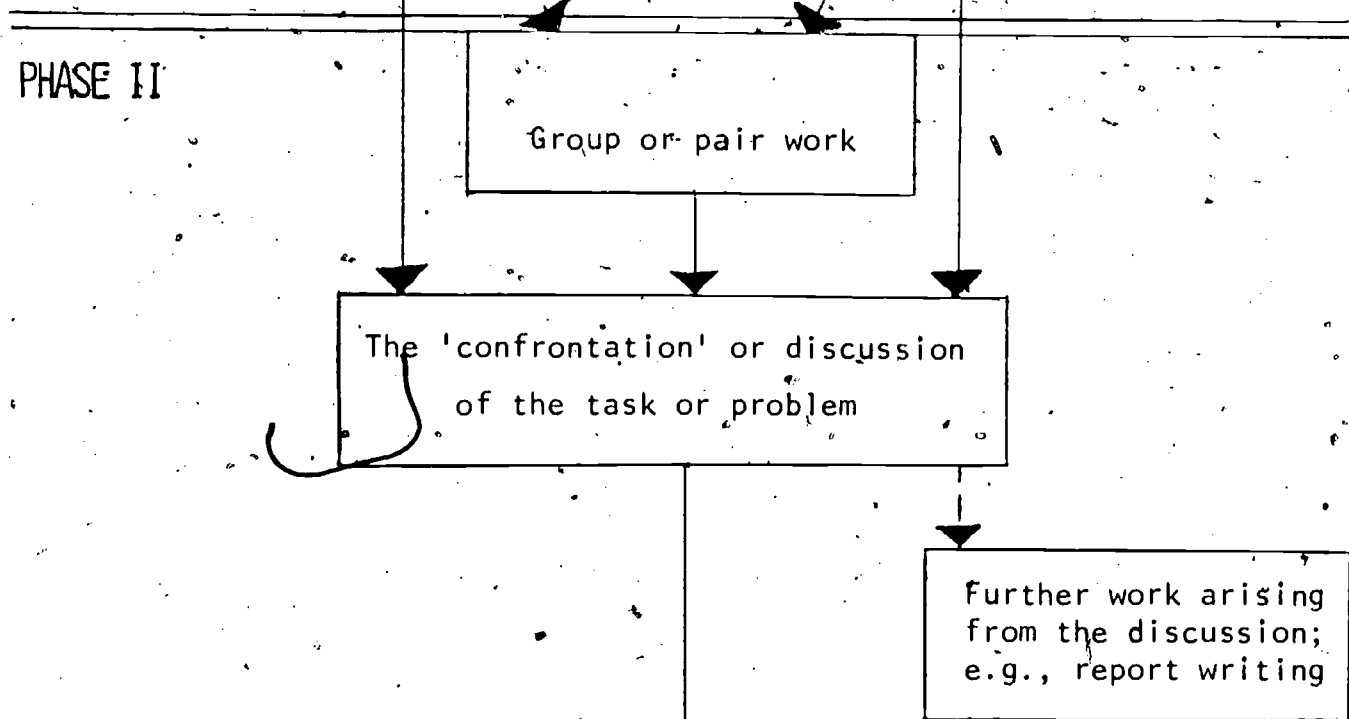 PHASE II
Group or pair work
The 'confrontation' or discussion
of the task or problem
Further work arising
from the discussion;
e.g., report writing